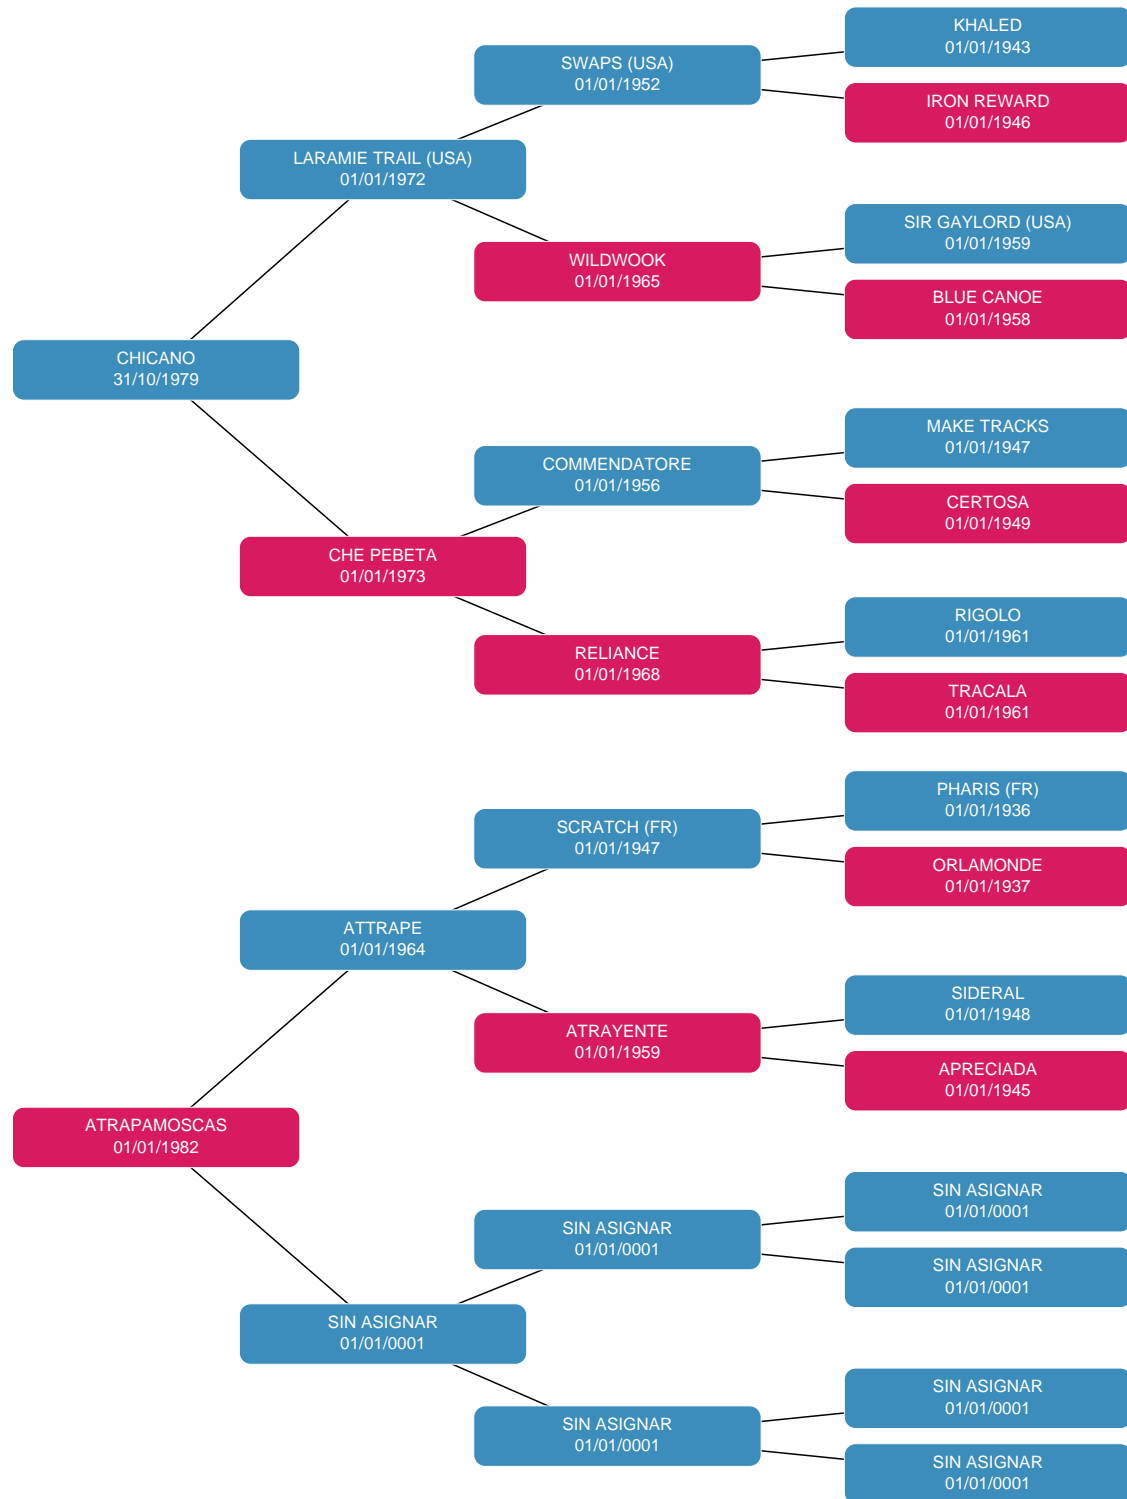 KHALED
01/01/1943
SWAPS (USA)
01/01/1952
IRON REWARD
01/01/1946
LARAMIE TRAIL (USA)
01/01/1972
SIR GAYLORD (USA)
01/01/1959
WILDWOOK
01/01/1965
BLUE CANOE
01/01/1958
CHICANO
31/10/1979
MAKE TRACKS
01/01/1947
COMMENDATORE
01/01/1956
CERTOSA
01/01/1949
CHE PEBETA
01/01/1973
RIGOLO
01/01/1961
RELIANCE
01/01/1968
TRACALA
01/01/1961
PHARIS (FR)
01/01/1936
SCRATCH (FR)
01/01/1947
ORLAMONDE
01/01/1937
ATTRAPE
01/01/1964
SIDERAL
01/01/1948
ATRAYENTE
01/01/1959
APRECIADA
01/01/1945
ATRAPAMOSCAS
01/01/1982
SIN ASIGNAR
01/01/0001
SIN ASIGNAR
01/01/0001
SIN ASIGNAR
01/01/0001
SIN ASIGNAR
01/01/0001
SIN ASIGNAR
01/01/0001
SIN ASIGNAR
01/01/0001
SIN ASIGNAR
01/01/0001